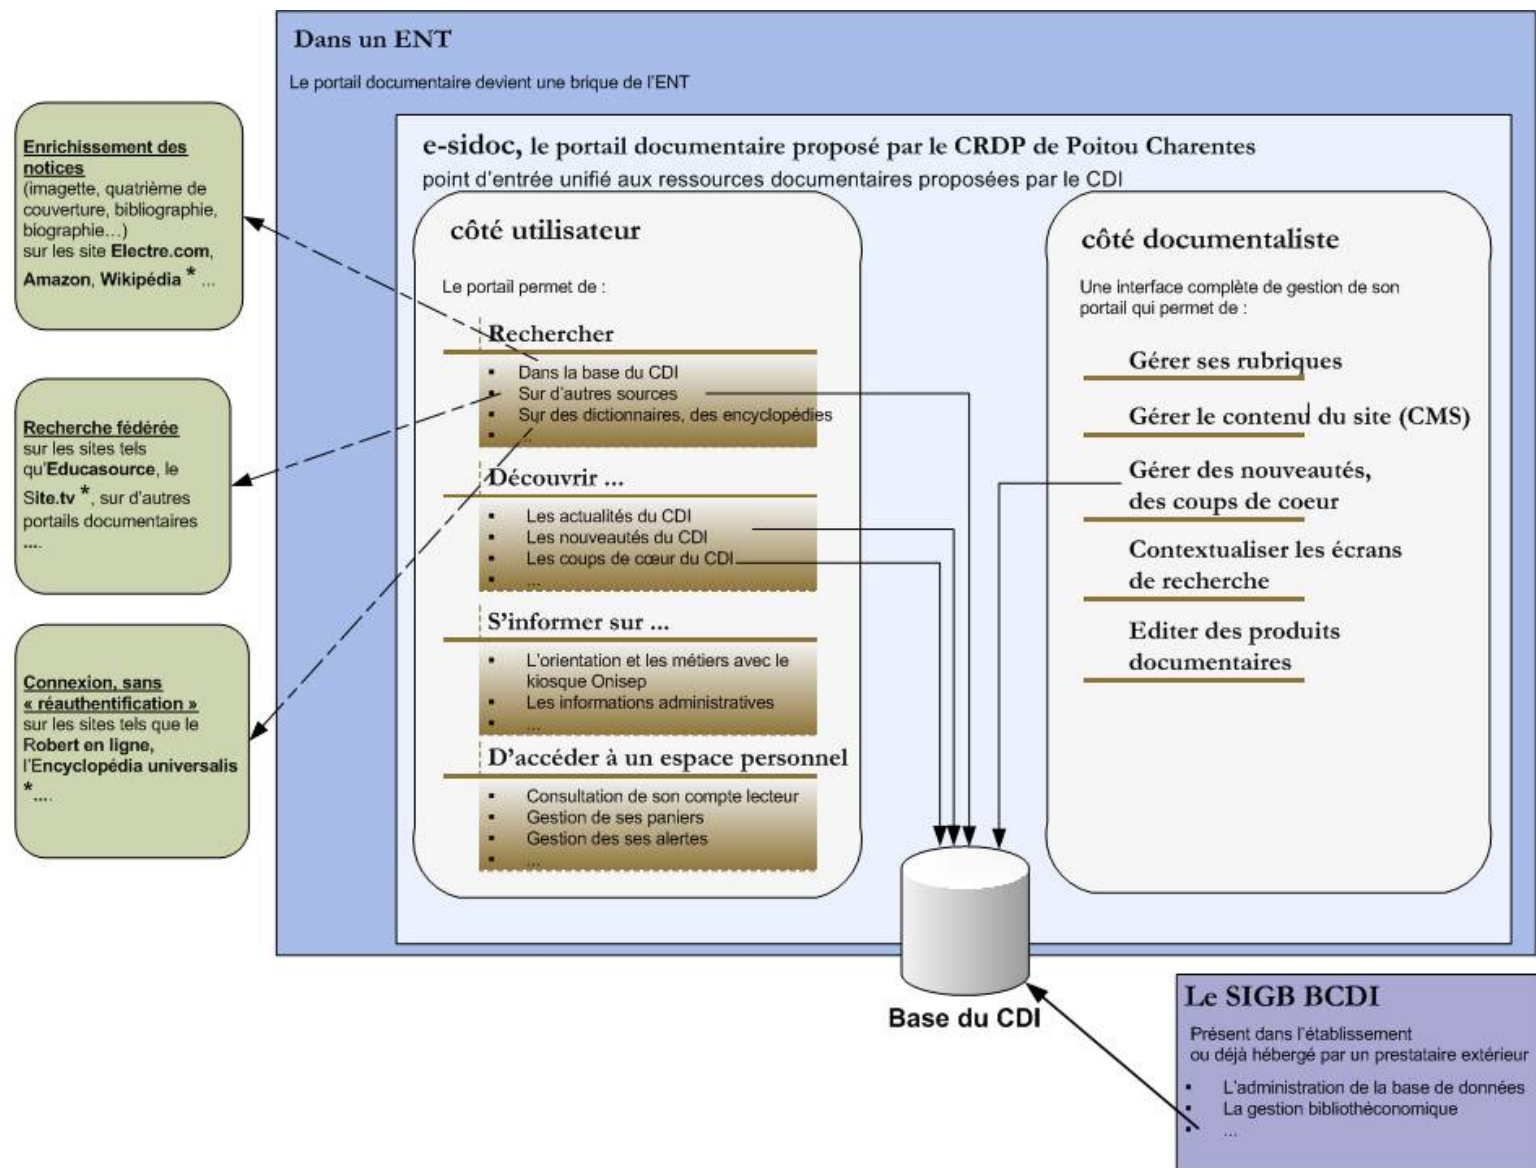 Dans un ENT
Le portail documentaire devient une brique de l'ENT
e-sidoc, le portail documentaire proposé par le CRDP de Poitou Charentes
point d'entrée unifié aux ressources documentaires proposées par le CDI
Enrichissement des
notices
(imagette, quatrième de
couverture, bibliographie,
biographie…)
sur les site Electre.com,
Amazon, Wikipédia * ...
Recherche fédérée
sur les sites tels
qu'Educasource, le
Site.tv *, sur d'autres
portails documentaires
....
Connexion, sans
« réauthentification »
sur les sites tels que le
Robert en ligne,
l'Encyclopédia universalis
*....
côté utilisateur
Le portail permet de :
Rechercher
▪ Dans la base du CDI
▪ Sur d'autres sources
▪ Sur des dictionnaires, des encyclopédies
▪ ..
Découvrir ...
▪ Les actualités du CDI
▪ Les nouveautés du CDI
▪ Les coups de cœur du CDI
▪ ...
S'informer sur ...
▪ L'orientation et les métiers avec le
kiosque Onisep
▪ Les informations administratives
▪ ...
D'accéder à un espace personnel
▪ Consultation de son compte lecteur
▪ Gestion de ses paniers
▪ Gestion des ses alertes
▪ ...
côté documentaliste
Une interface complète de gestion de son
portail qui permet de :
Gérer ses rubriques
Gérer le contenu du site (CMS)
Gérer des nouveautés,
des coups de coeur
Contextualiser les écrans
de recherche
Editer des produits
documentaires
Base du CDI
Le SIGB BCDI
Présent dans l'établissement
ou déjà hébergé par un prestataire extérieur
▪ L'administration de la base de données
▪ La gestion bibliothéconomique
▪ ...